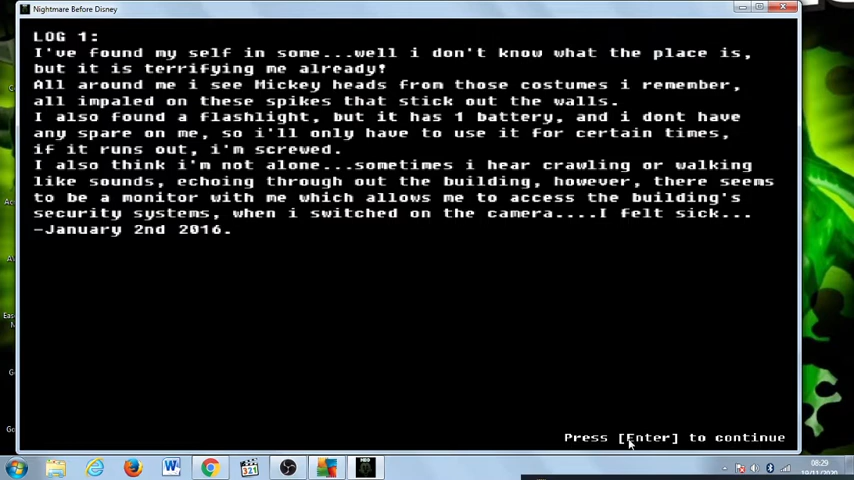 Nightmare Before Disney
LOG 1:
I've found my self in some...well i don't know what the place is,
but it is terrifying me already!
All around me i see Mickey heads from those costumes i remember,
all impaled on these spikes that stick out the walls.
I also found a flashlight, but it has 1 battery, and i dont have
any spare on me, so i'll only have to use it for certain times,
if it runs out, i'm screwed.
I also think i'm not alone...sometimes i hear crawling or walking
like sounds, echoing through out the building, however, there seems
to be a monitor with me which allows me to access the building's
security systems, when i switched on the camera....I felt sick...
-January 2nd 2016.
Press [Enter] to continue
321
08:29
19/11/2020